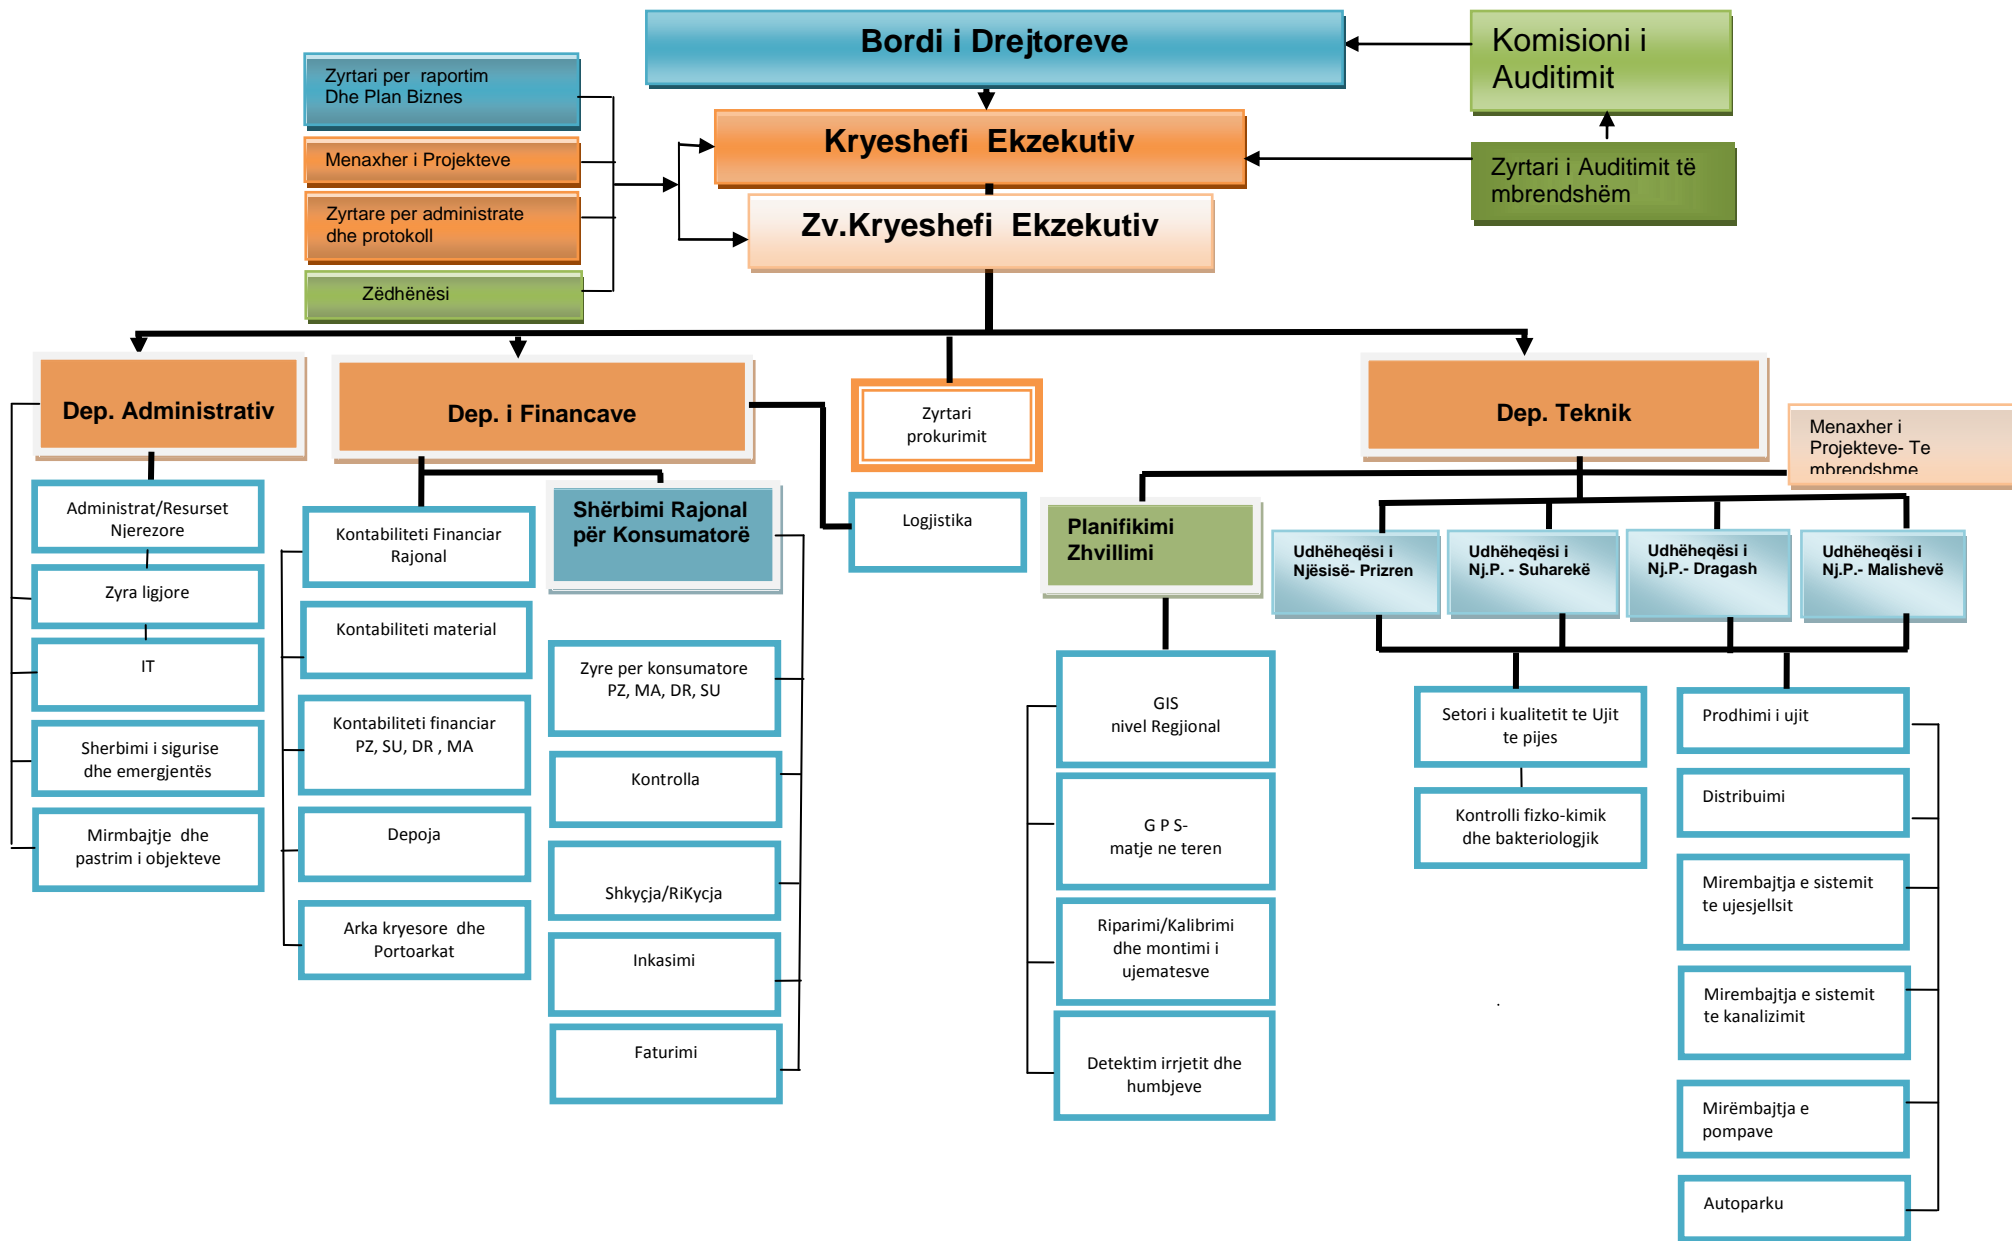 Bordi i Drejtoreve
Komisioni i
Auditimit
Zyrtari per raportim
Dhe Plan Biznes
Kryeshefi Ekzekutiv
Menaxher i Projekteve
Zyrtari i Auditimit të
mbrendshëm
Zyrtare per administrate
dhe protokoll
Zv.Kryeshefi Ekzekutiv
Zëdhënësi
Dep. Administrativ
Dep. i Financave
Zyrtari
prokurimit
Dep. Teknik
Menaxher i
Projekteve- Te
mbrendshme
Administrat/Resurset
Njerezore
Zyra ligjore
IT
Sherbimi i sigurise
dhe emergjentës
Mirmbajtje dhe
pastrim i objekteve
Kontabiliteti Financiar
Rajonal
Kontabiliteti material
Kontabiliteti financiar
PZ, SU, DR , MA
Depoja
Arka kryesore dhe
Portoarkat
Shërbimi Rajonal
për Konsumatorë
Zyre per konsumatore
PZ, MA, DR, SU
Kontrolla
Shkyçja/RiKycja
Inkasimi
Faturimi
Logjistika
Planifikimi
Zhvillimi
GIS
nivel Regjional
G P S-
matje ne teren
Riparimi/Kalibrimi
dhe montimi i
ujematesve
Detektim irrjetit dhe
humbjeve
Udhëheqësi i
Njësisë- Prizren
Udhëheqësi i
Nj.P. - Suharekë
Udhëheqësi i
Nj.P.- Dragash
Udhëheqësi i
Nj.P.- Malishevë
Setori i kualitetit te Ujit
te pijes
Kontrolli fizko-kimik
dhe bakteriologjik
.
Prodhimi i ujit
Distribuimi
Mirembajtja e sistemit
te ujesjellsit
Mirembajtja e sistemit
te kanalizimit
Mirëmbajtja e
pompave
Autoparku